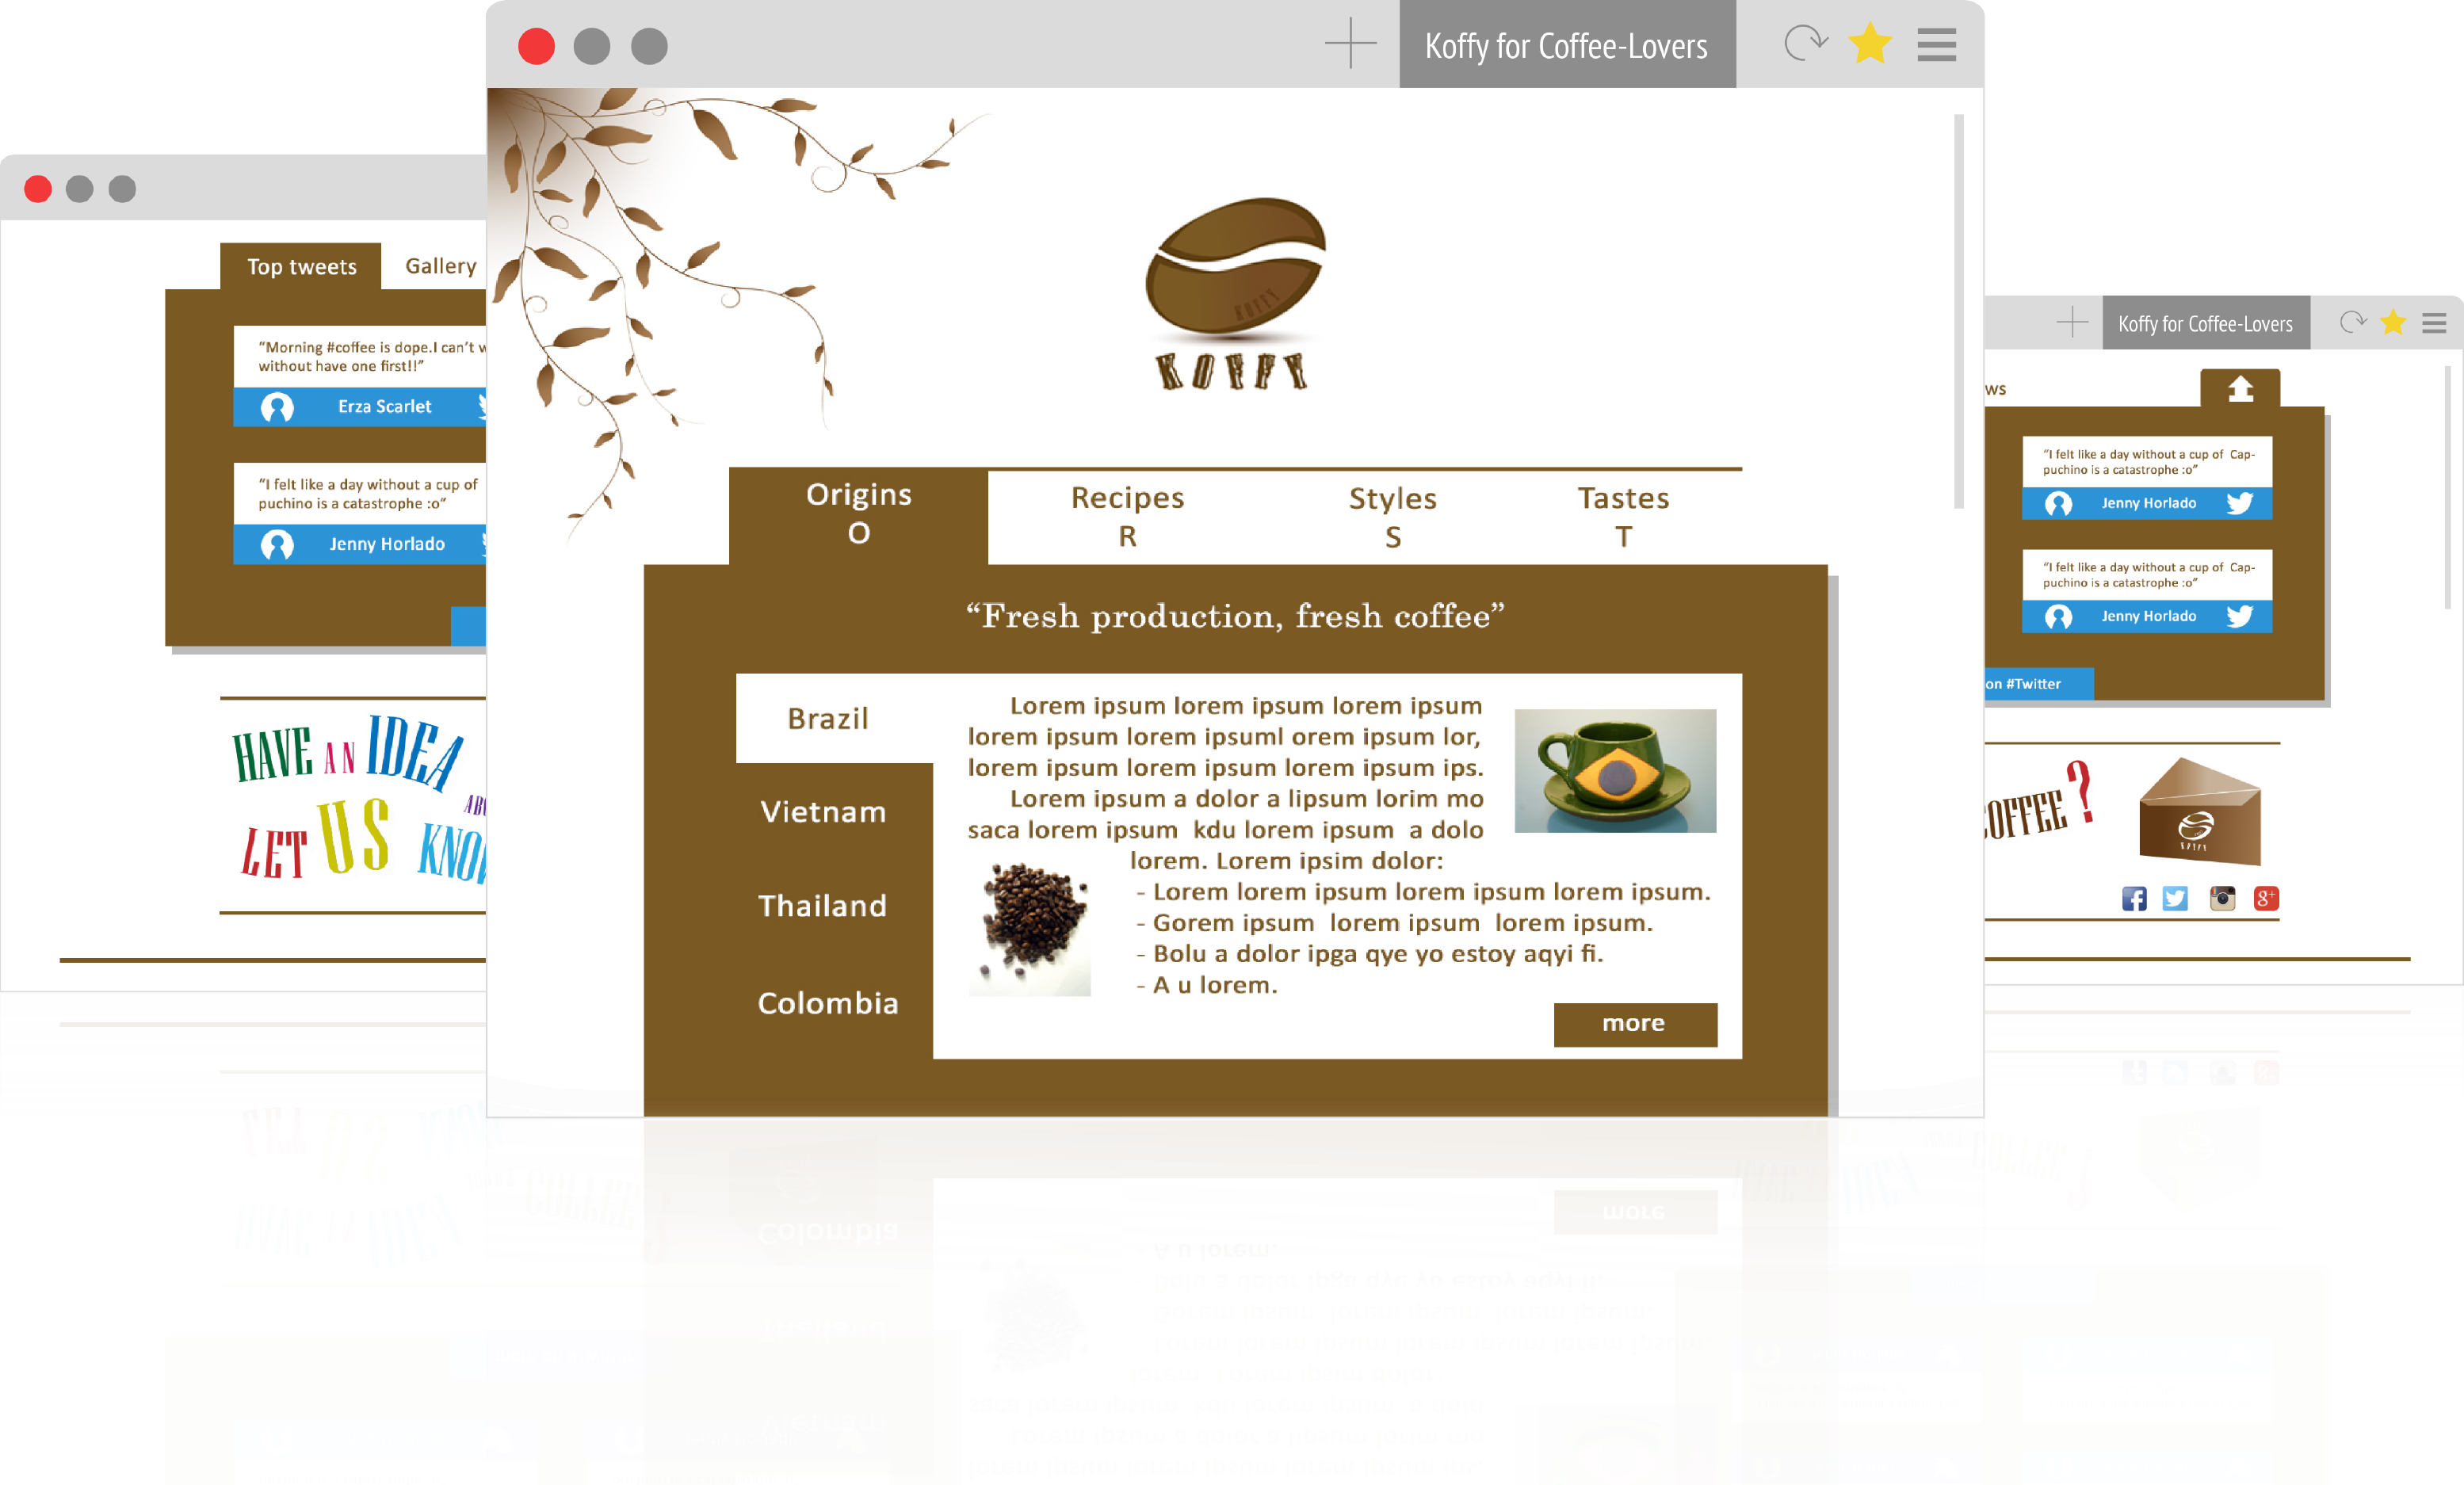 Koffy for Coffee-Lovers
KOFFY
KOFFY
Origins
O
Recipes
R
Styles
S
Tastes
T
“Fresh production, fresh coffee”
Brazil
Vietnam
Thailand
Colombia
Lorem ipsum lorem ipsum lorem ipsum
lorem ipsum lorem ipsuml orem ipsum lor,
lorem ipsum lorem ipsum lorem ipsum ips.
Lorem ipsum a dolor a lipsum lorim mo
saca lorem ipsum kdu lorem ipsum a dolo
lorem. Lorem ipsim dolor:
- Lorem lorem ipsum lorem ipsum lorem ipsum.
- Gorem ipsum lorem ipsum lorem ipsum.
- Bolu a dolor ipga qye yo estoy aqyi fi.
- A u lorem.
more
Top tweets
Gallery
“Morning #coffee is dope.I can’t
without have one first!!”
Erza Scarlet
“I felt like a day without a cup of
puchino is a catastrophe :o”
Jenny Horlado
HAVE AN IDEA
LET US
Koffy for Coffee-Lovers
“I felt like a day without a cup of Cap-
puchino is a catastrophe :o”
Jenny Horlado
“I felt like a day without a cup of Cap-
puchino is a catastrophe :o”
Jenny Horlado
on #Twitter
OFFEE?
KOFFY
8+